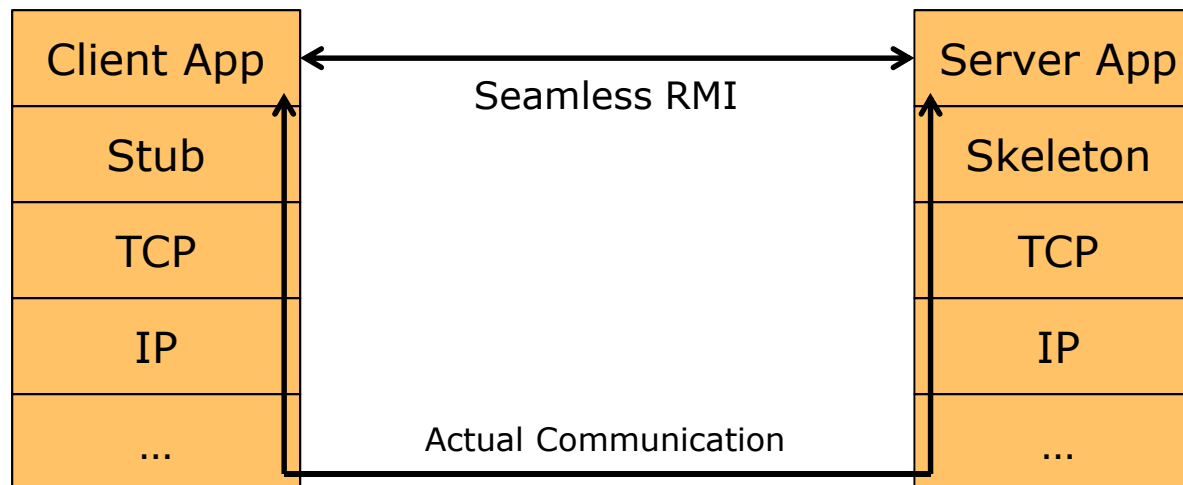 Client App
Server App
Seamless RMI
Stub
Skeleton
TCP
TCP
IP
IP
Actual Communication
...
...